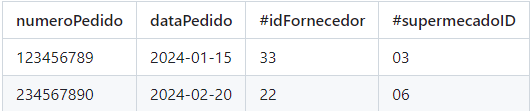 numeroPedido dataPedido #idFornecedor #supermecadoID
123456789 2024-01-15 33 03
234567890 2024-02-20 22 06